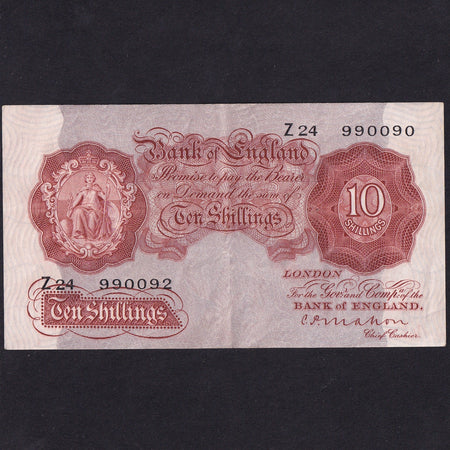 Z24 990090
Bank of England
Promise to pay the Bearer
on Demand the sum of
Ten Shillings
10
SHILLINGS
Z24 990092
Ten Shillings
LONDON
For the Govr. and Compa. of the
BANK OF ENGLAND.
C.P. Mahon
Chief Cashier.